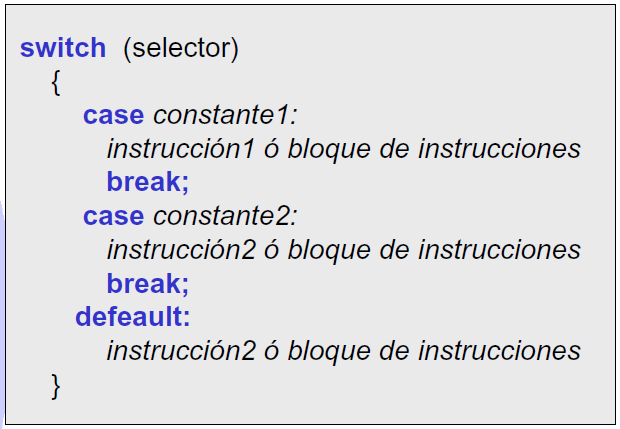 switch (selector)
{
case constante1:
instrucción1 ó bloque de instrucciones
break;
case constante2:
instrucción2 ó bloque de instrucciones
break;
defeault:
instrucción2 ó bloque de instrucciones
}